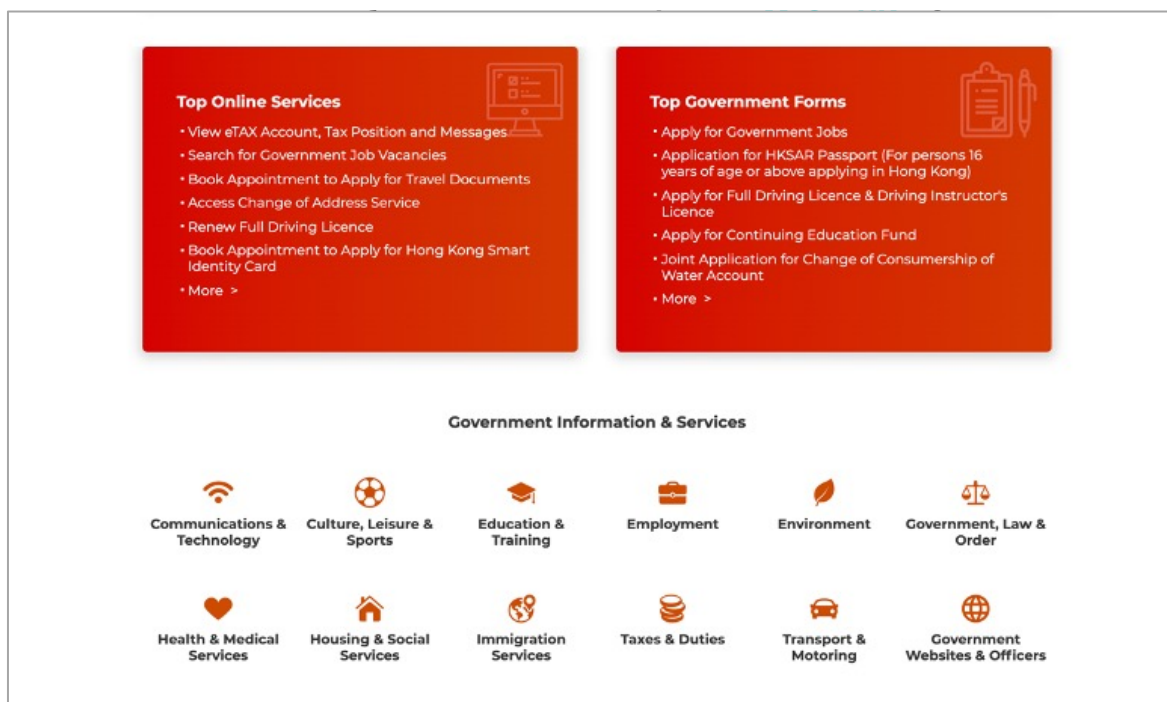 Top Online Services
• View eTAX Account, Tax Position and Messages
• Search for Government Job Vacancies
• Book Appointment to Apply for Travel Documents
• Access Change of Address Service
• Renew Full Driving Licence
• Book Appointment to Apply for Hong Kong Smart
Identity Card
• More >
Top Government Forms
• Apply for Government Jobs
• Application for HKSAR Passport (For persons 16
years of age or above applying in Hong Kong)
• Apply for Full Driving Licence & Driving Instructor's
Licence
• Apply for Continuing Education Fund
• Joint Application for Change of Consumership of
Water Account
• More >
Government Information & Services
Communications &
Technology
Culture, Leisure &
Sports
Education &
Training
Employment
Environment
Government, Law &
Order
Health & Medical
Services
Housing & Social
Services
Immigration
Services
Taxes & Duties
Transport &
Motoring
Government
Websites & Officers